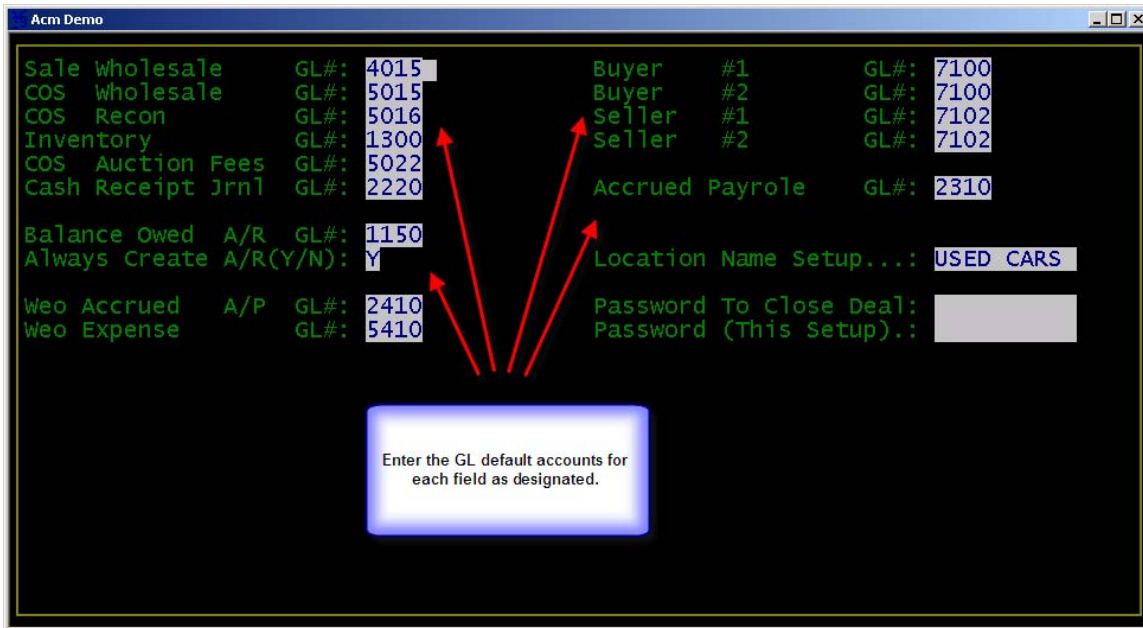 Acm Demo
Sale Wholesale GL#: 4015 Buyer #1 GL#: 7100
COS Wholesale GL#: 5015 Buyer #2 GL#: 7100
COS Recon GL#: 5016 Seller #1 GL#: 7102
Inventory GL#: 1300 Seller #2 GL#: 7102
COS Auction Fees GL#: 5022
Cash Receipt Jrnl GL#: 2220 Accrued Payrole GL#: 2310
Balance Owed A/R GL#: 1150
Always Create A/R(Y/N): Y Location Name Setup...: USED CARS
Weo Accrued A/P GL#: 2410 Password To Close Deal:
Weo Expense GL#: 5410 Password (This Setup).:
Enter the GL default accounts for
each field as designated.